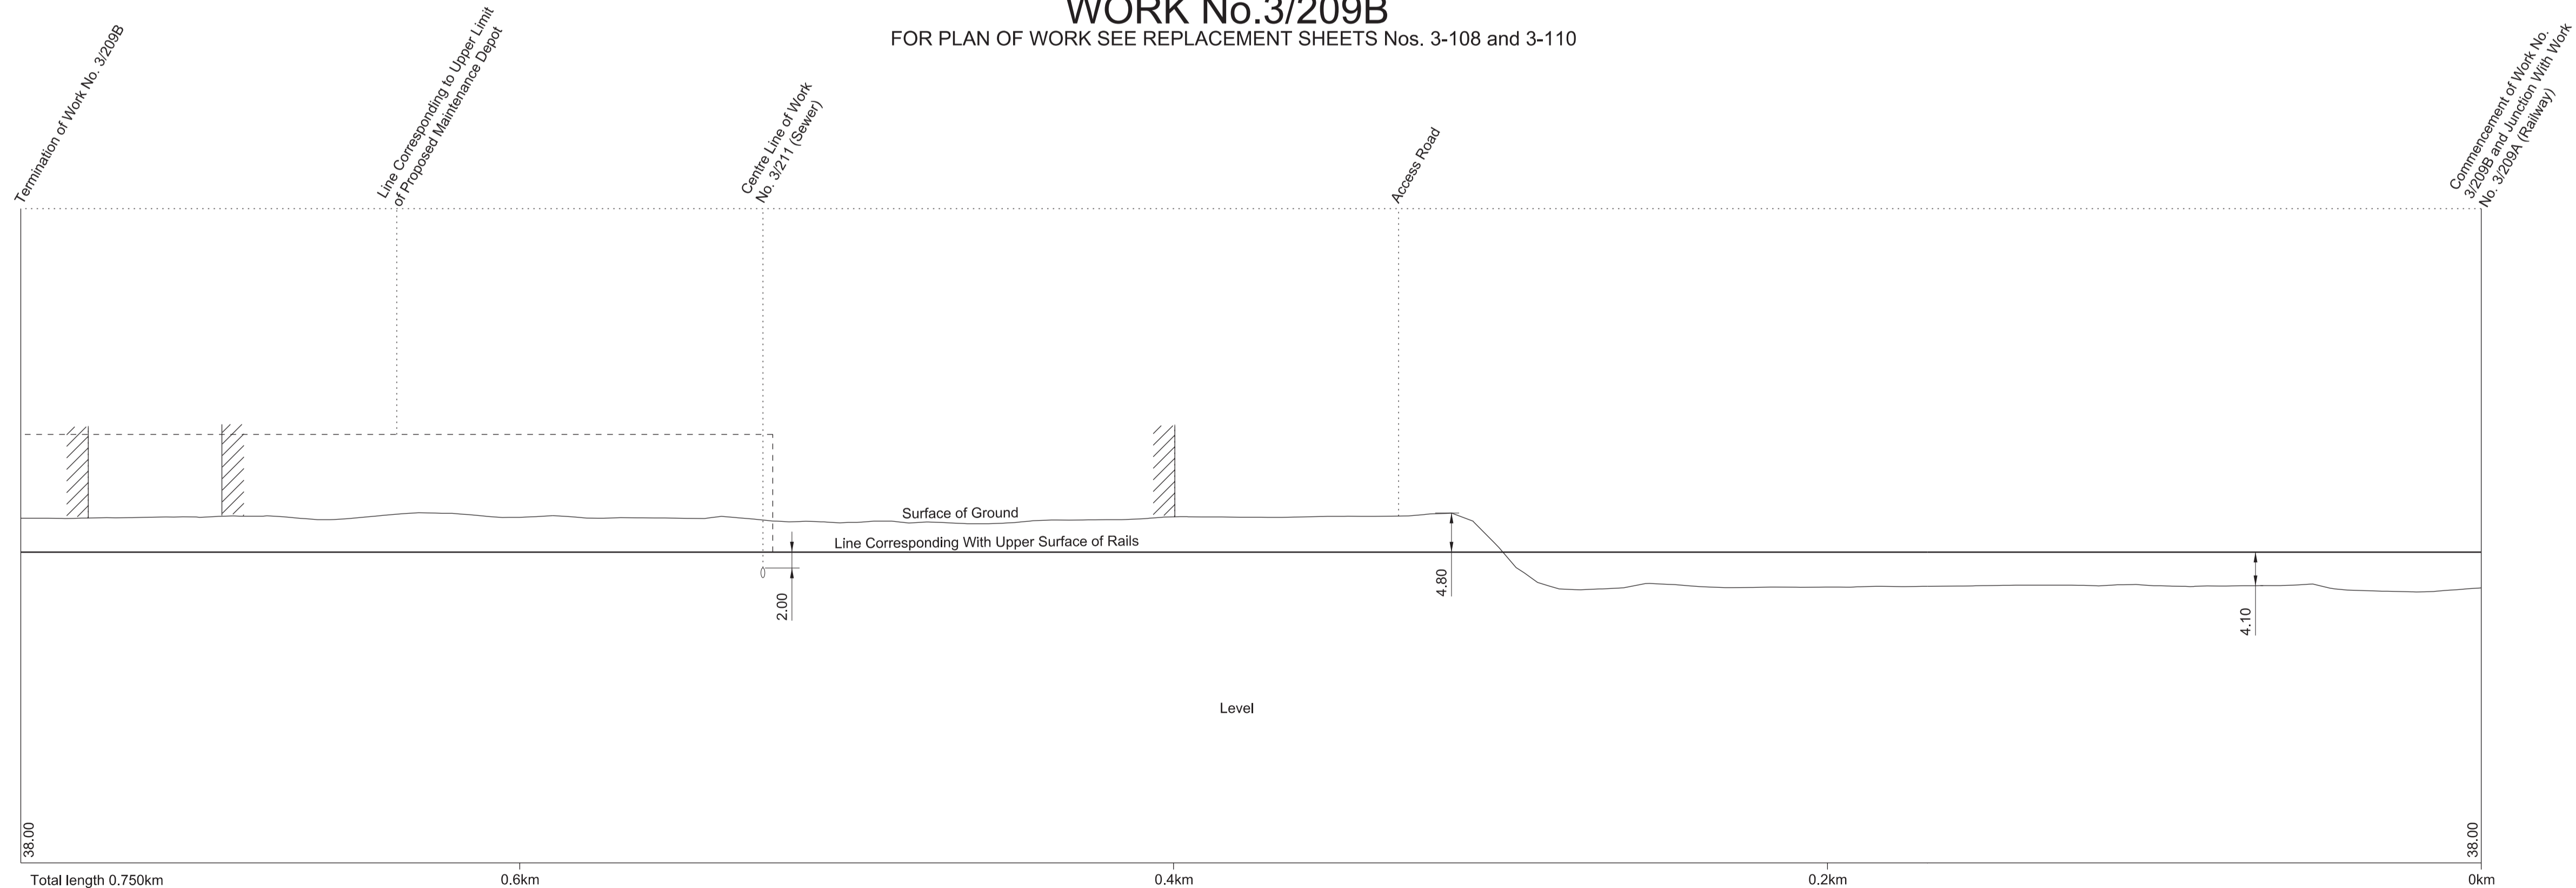 WORK No.3/209B
FOR PLAN OF WORK SEE REPLACEMENT SHEETS Nos. 3-108 and 3-110
Termination of Work No. 3/209B
Line Corresponding to Upper Limit
of Proposed Maintenance Depot
Centre Line of Work
No. 3/211 (Sewer)
Access Road
Commencement of Work No.
3/209B and Junction With Work
No. 3/209A (Railway)
Surface of Ground
Line Corresponding With Upper Surface of Rails
2.00
4.80
4.10
Level
38.00
38.00
Total length 0.750km
0.6km
0.4km
0.2km
0km